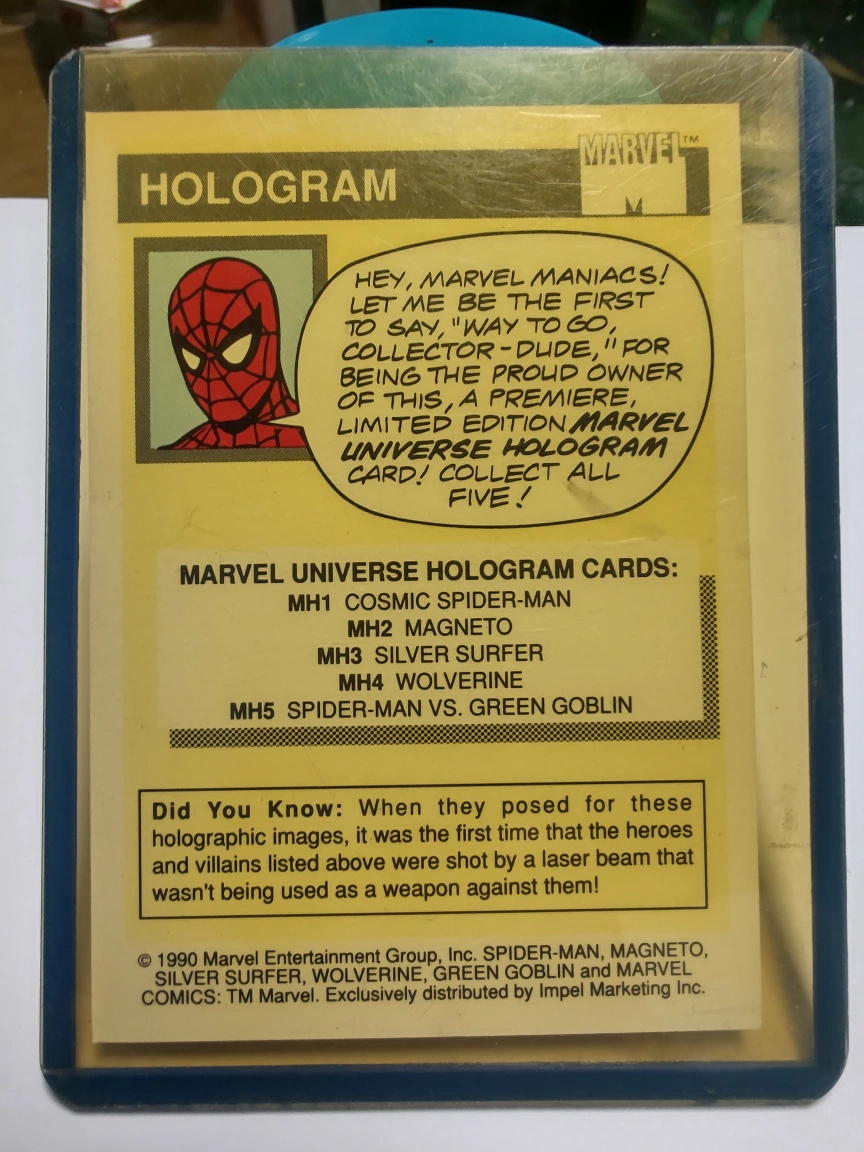 MARVEL™
HOLOGRAM
M
HEY, MARVEL MANIACS!
LET ME BE THE FIRST
TO SAY, "WAY TO GO,
COLLECTOR-DUDE," FOR
BEING THE PROUD OWNER
OF THIS, A PREMIERE,
LIMITED EDITION MARVEL
UNIVERSE HOLOGRAM
CARD! COLLECT ALL
FIVE!
MARVEL UNIVERSE HOLOGRAM CARDS:
MH1 COSMIC SPIDER-MAN
MH2 MAGNETO
MH3 SILVER SURFER
MH4 WOLVERINE
MH5 SPIDER-MAN VS. GREEN GOBLIN
Did You Know: When they posed for these
holographic images, it was the first time that the heroes
and villains listed above were shot by a laser beam that
wasn't being used as a weapon against them!
© 1990 Marvel Entertainment Group, Inc. SPIDER-MAN, MAGNETO,
SILVER SURFER, WOLVERINE, GREEN GOBLIN and MARVEL
COMICS: TM Marvel. Exclusively distributed by Impel Marketing Inc.